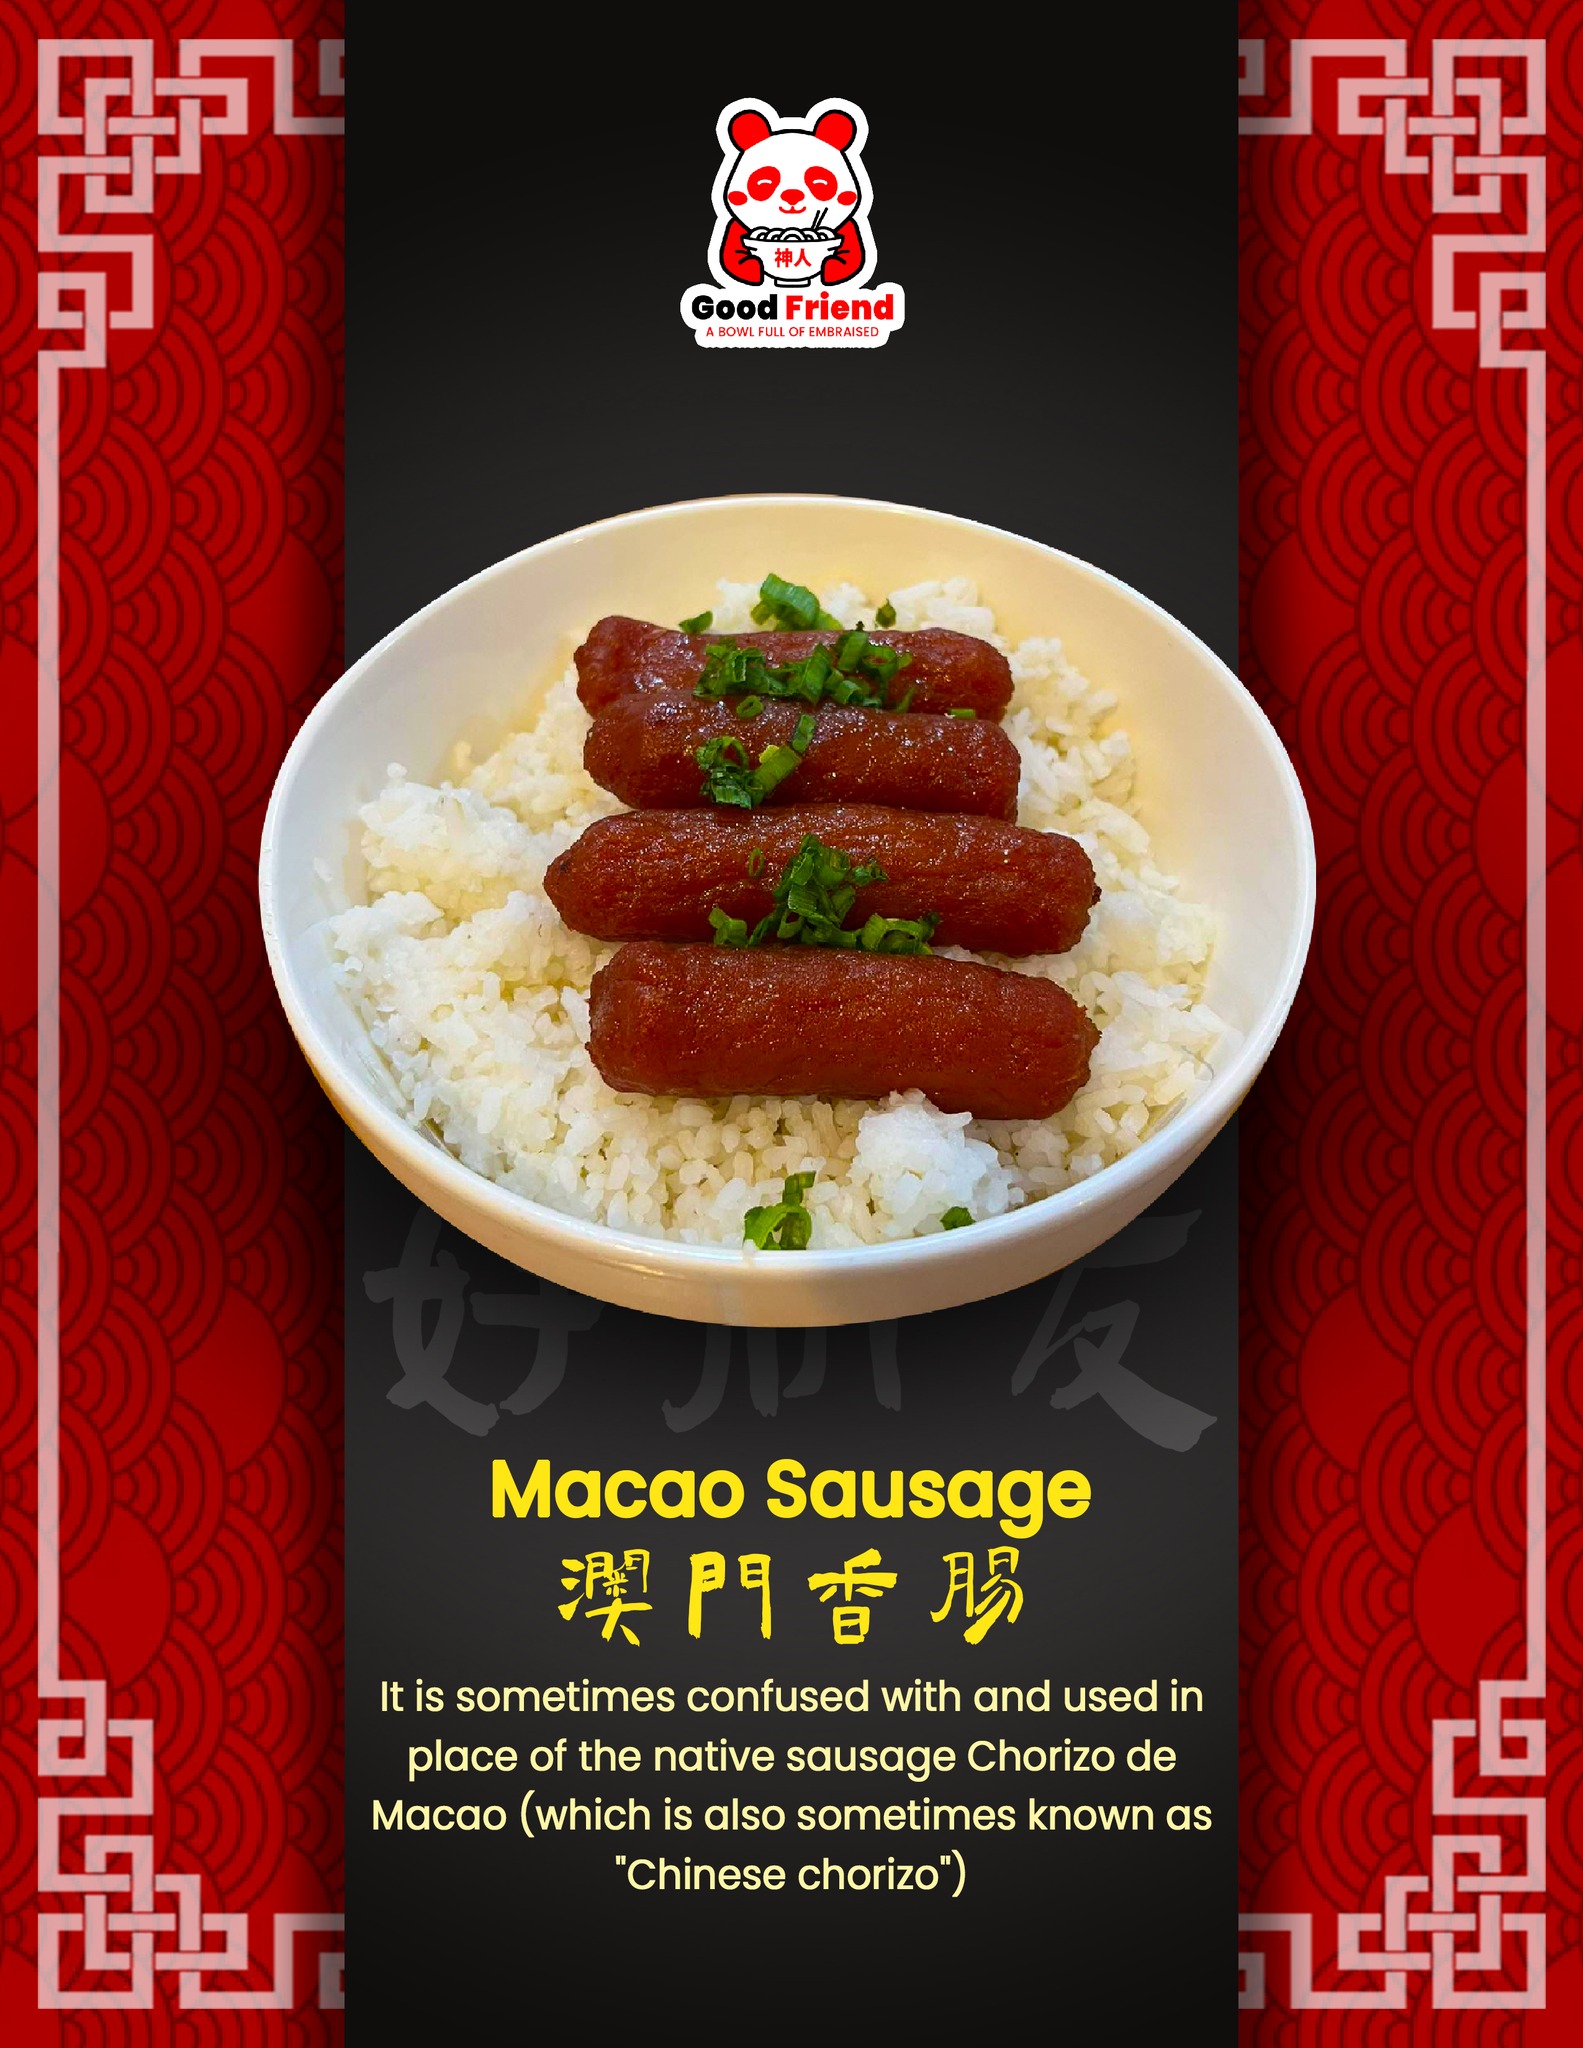 神人
Good Friend
A BOWL FULL OF EMBRAISED
好朋友
Macao Sausage
澳門香腸
It is sometimes confused with and used in
place of the native sausage Chorizo de
Macao (which is also sometimes known as
"Chinese chorizo")